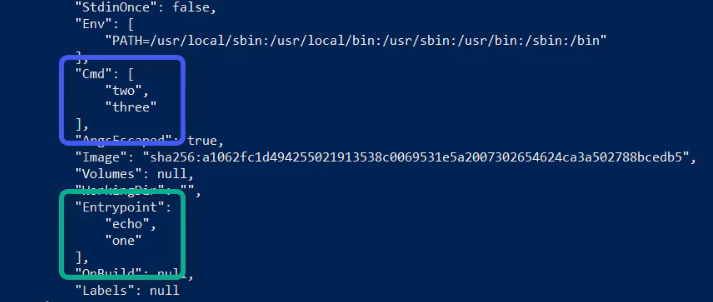 "StdinOnce": false,
"Env": [
"PATH=/usr/local/sbin:/usr/local/bin:/usr/sbin:/usr/bin:/sbin:/bin"
],
"Cmd": [
"two",
"three"
],
"ArgsEscaped": true,
"Image": "sha256:a1062fc1d494255021913538c0069531e5a2007302654624ca3a502788bcedb5",
"Volumes": null,
"WorkingDir": "",
"Entrypoint":
"echo",
"one"
],
"OnBuild": null,
"Labels": null